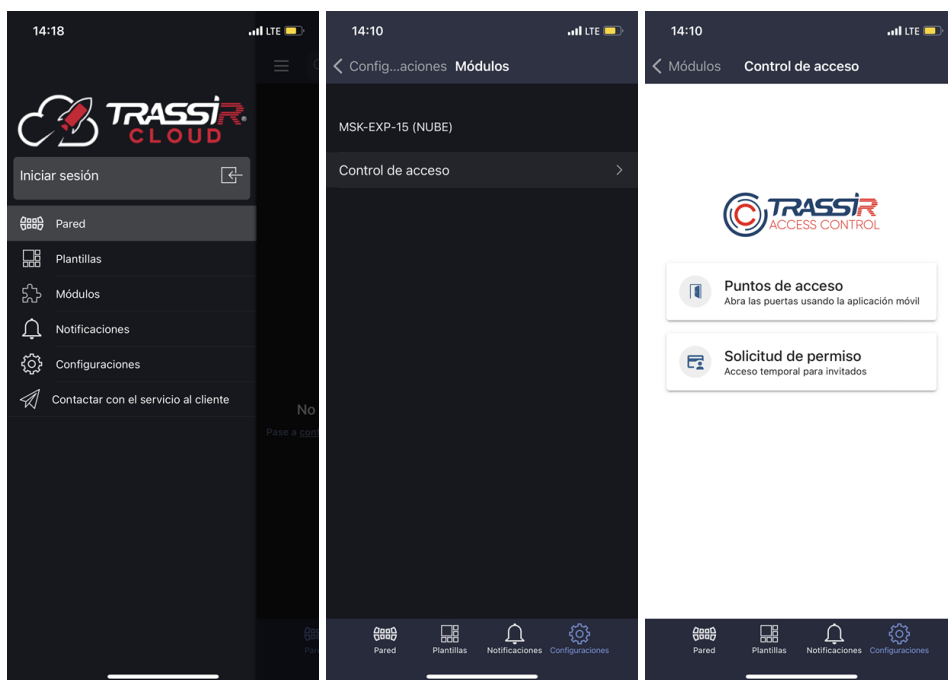 14:18
LTE
TRASSIR®
CLOUD
Iniciar sesión
Pared
Plantillas
Módulos
Notificaciones
Configuraciones
Contactar con el servicio al cliente
No
Pase a
14:10
LTE
Config...aciones Módulos
MSK-EXP-15 (NUBE)
Control de acceso
Pared Plantillas Notificaciones Configuraciones
14:10
LTE
Módulos Control de acceso
TRASSIR
ACCESS CONTROL
Puntos de acceso
Abra las puertas usando la aplicación móvil
Solicitud de permiso
Acceso temporal para invitados
Pared Plantillas Notificaciones Configuraciones